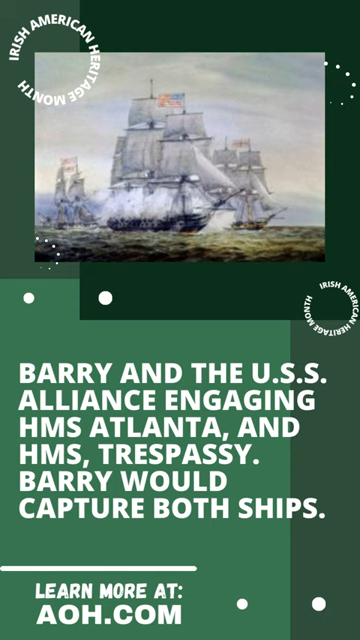 IRISH AMERICAN HERITAGE MONTH
IRISH AMERICAN HERITAGE MONTH
BARRY AND THE U.S.S.
ALLIANCE ENGAGING
HMS ATLANTA, AND
HMS, TRESPASSY.
BARRY WOULD
CAPTURE BOTH SHIPS.
LEARN MORE AT:
AOH.COM